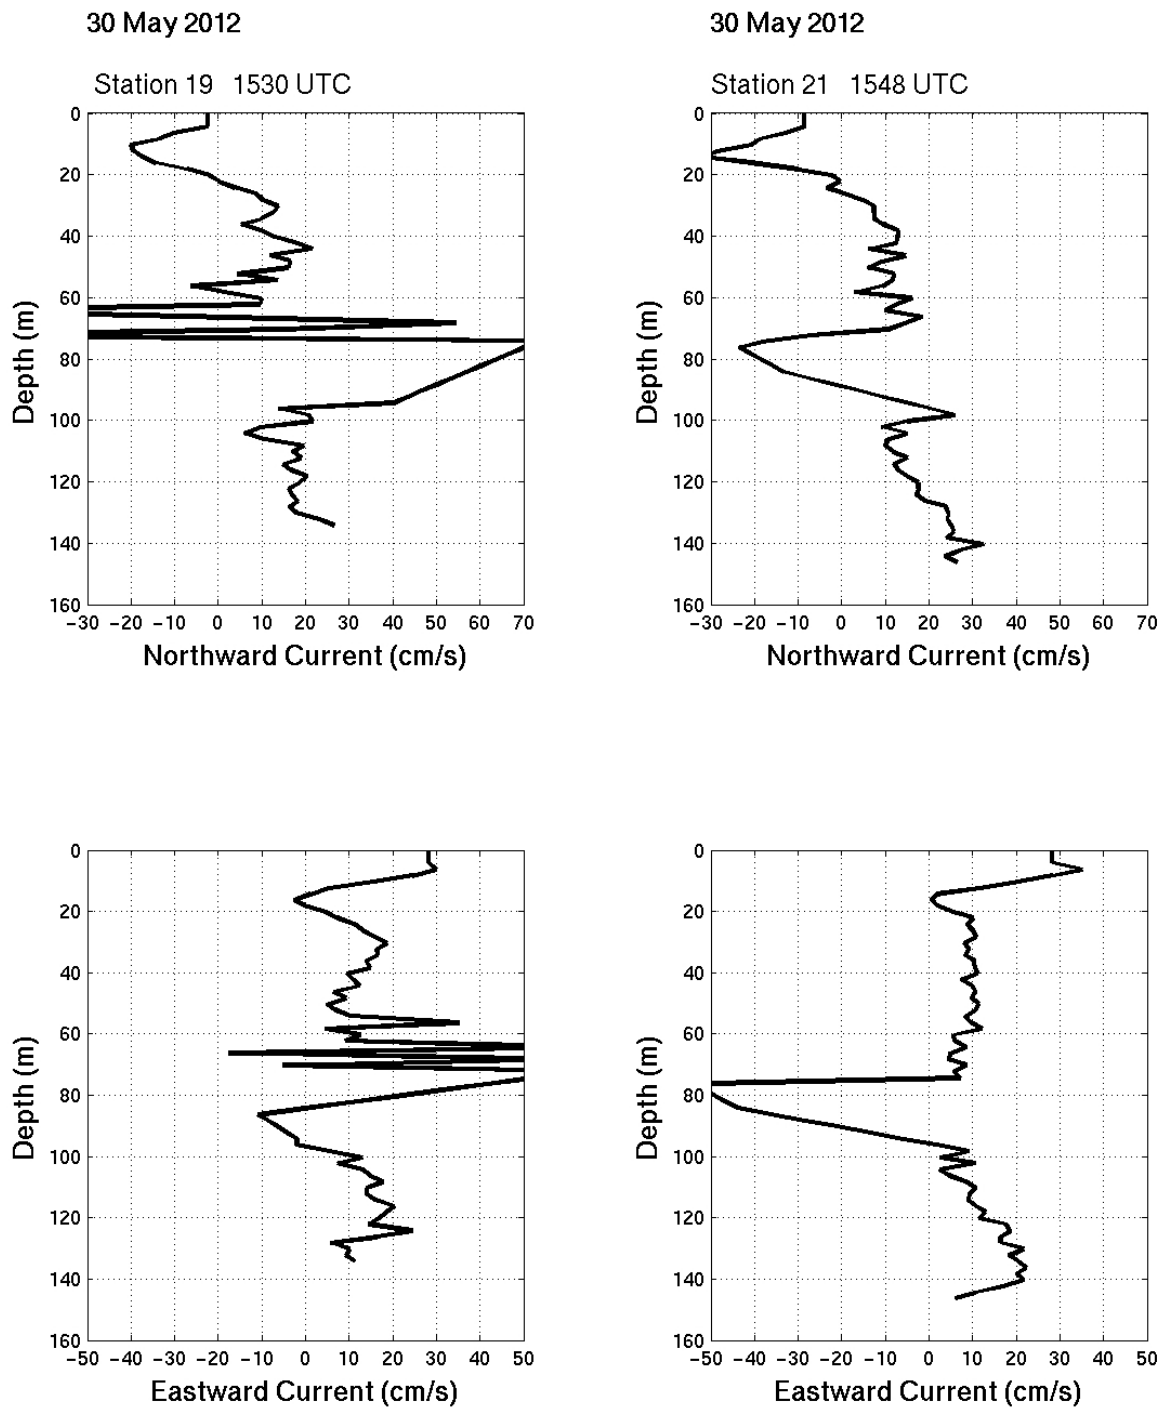 30 May 2012
30 May 2012
Station 19 1530 UTC
Station 21 1548 UTC
0
20
40
60
80
100
120
140
160
Depth (m)
−30 −20 −10 0 10 20 30 40 50 60 70
Northward Current (cm/s)
0
20
40
60
80
100
120
140
160
Depth (m)
−30 −20 −10 0 10 20 30 40 50 60 70
Northward Current (cm/s)
0
20
40
60
80
100
120
140
160
Depth (m)
−50 −40 −30 −20 −10 0 10 20 30 40 50
Eastward Current (cm/s)
0
20
40
60
80
100
120
140
160
Depth (m)
−50 −40 −30 −20 −10 0 10 20 30 40 50
Eastward Current (cm/s)